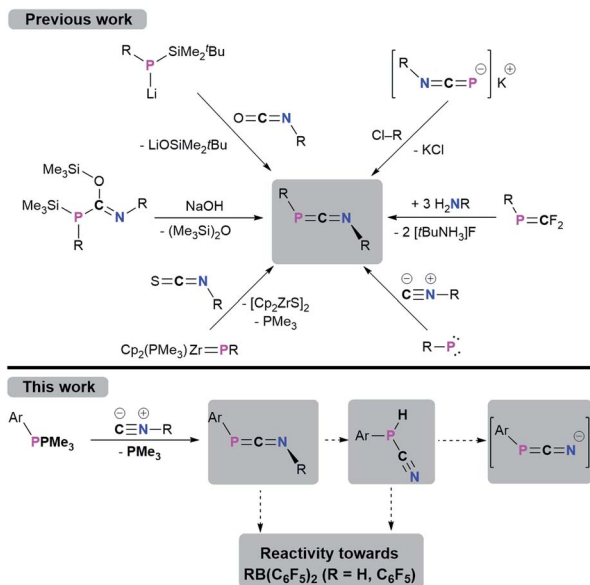 Previous work
R
P
SiMe₂ᵗBu
Li
O=C=N
R
- LiOSiMe₂tBu
R
N=C=P⊖
K⊕
Cl–R
- KCl
Me₃Si
O
Me₃Si
P
C
N
R
R
NaOH
- (Me₃Si)₂O
R
P=C=N
R
+ 3 H₂NR
- 2 [tBuNH₃]F
R
P=CF₂
S=C=N
R
- [Cp₂ZrS]₂
- PMe₃
Cp₂(PMe₃)Zr=PR
⊖ ⊕
C≡N–R
R–P:
This work
Ar
PPMe₃
⊖ ⊕
C≡N–R
- PMe₃
Ar
P=C=N
R
H
Ar P
C
N
Ar
P=C=N⊖
Reactivity towards
RB(C₆F₅)₂ (R = H, C₆F₅)